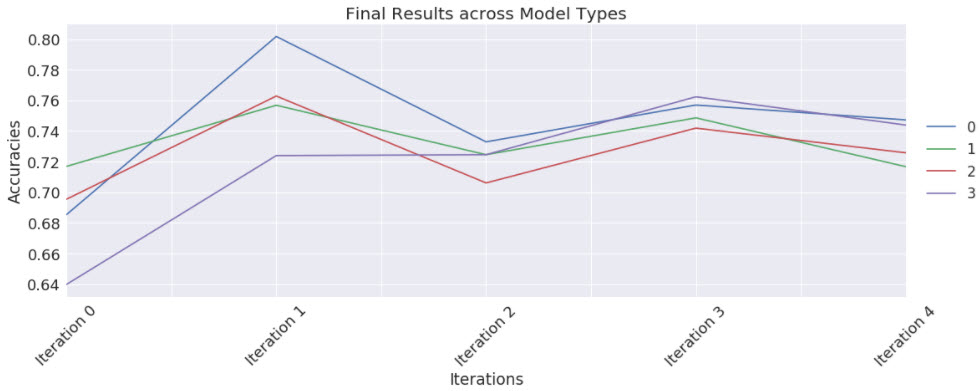 Final Results across Model Types
Accuracies
0.80
0.78
0.76
0.74
0.72
0.70
0.68
0.66
0.64
Iteration 0
Iteration 1
Iteration 2
Iteration 3
Iteration 4
Iterations
0
1
2
3